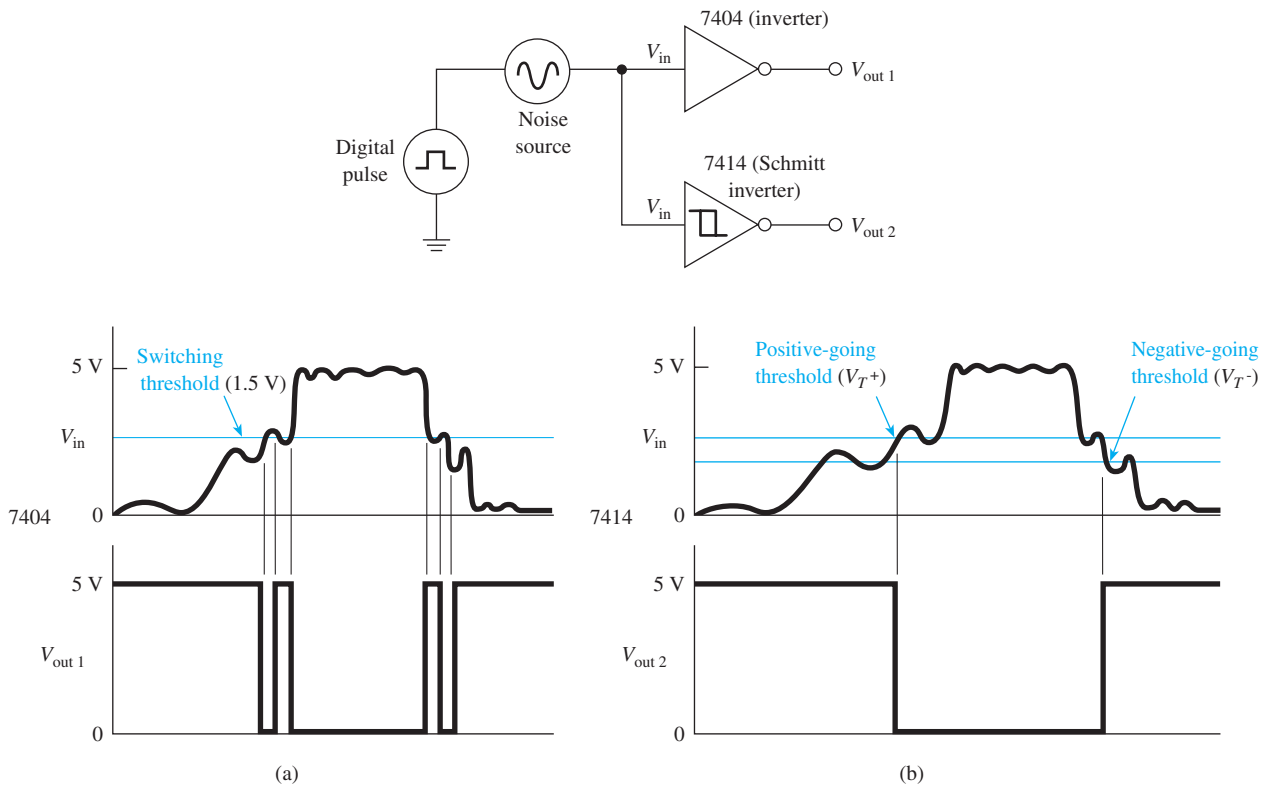 7404 (inverter)
V_in
V_out 1
Noise
source
Digital
pulse
7414 (Schmitt
inverter)
V_in
V_out 2
5 V
Switching
threshold (1.5 V)
V_in
0
7404
5 V
V_out 1
0
(a)
5 V
Positive-going
threshold (V_T+)
Negative-going
threshold (V_T-)
V_in
0
7414
5 V
V_out 2
0
(b)